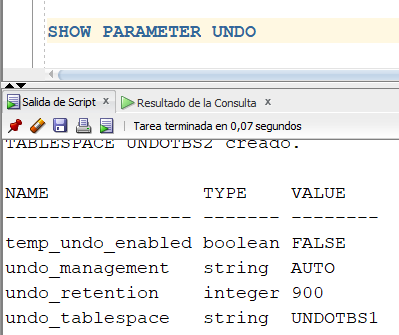 SHOW PARAMETER UNDO
Salida de Script x Resultado de la Consulta x
Tarea terminada en 0,07 segundos
TABLESPACE UNDOTBS2 creado.
NAME TYPE VALUE
----------------- ------- --------
temp_undo_enabled boolean FALSE
undo_management string AUTO
undo_retention integer 900
undo_tablespace string UNDOTBS1